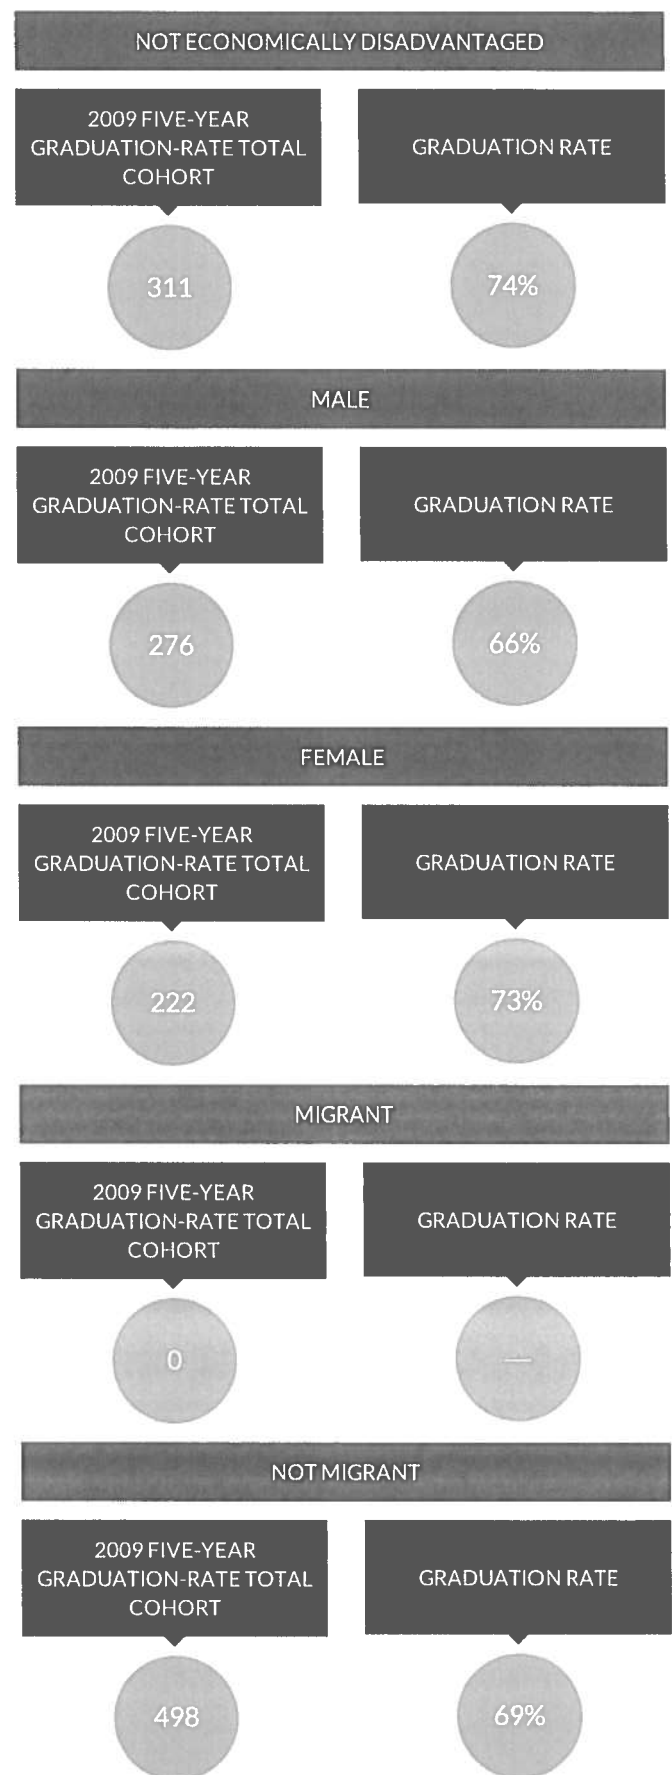 NOT ECONOMICALLY DISADVANTAGED
2009 FIVE-YEAR
GRADUATION-RATE TOTAL
COHORT
GRADUATION RATE
311
74%
MALE
2009 FIVE-YEAR
GRADUATION-RATE TOTAL
COHORT
GRADUATION RATE
276
66%
FEMALE
2009 FIVE-YEAR
GRADUATION-RATE TOTAL
COHORT
GRADUATION RATE
222
73%
MIGRANT
2009 FIVE-YEAR
GRADUATION-RATE TOTAL
COHORT
GRADUATION RATE
0
—
NOT MIGRANT
2009 FIVE-YEAR
GRADUATION-RATE TOTAL
COHORT
GRADUATION RATE
498
69%